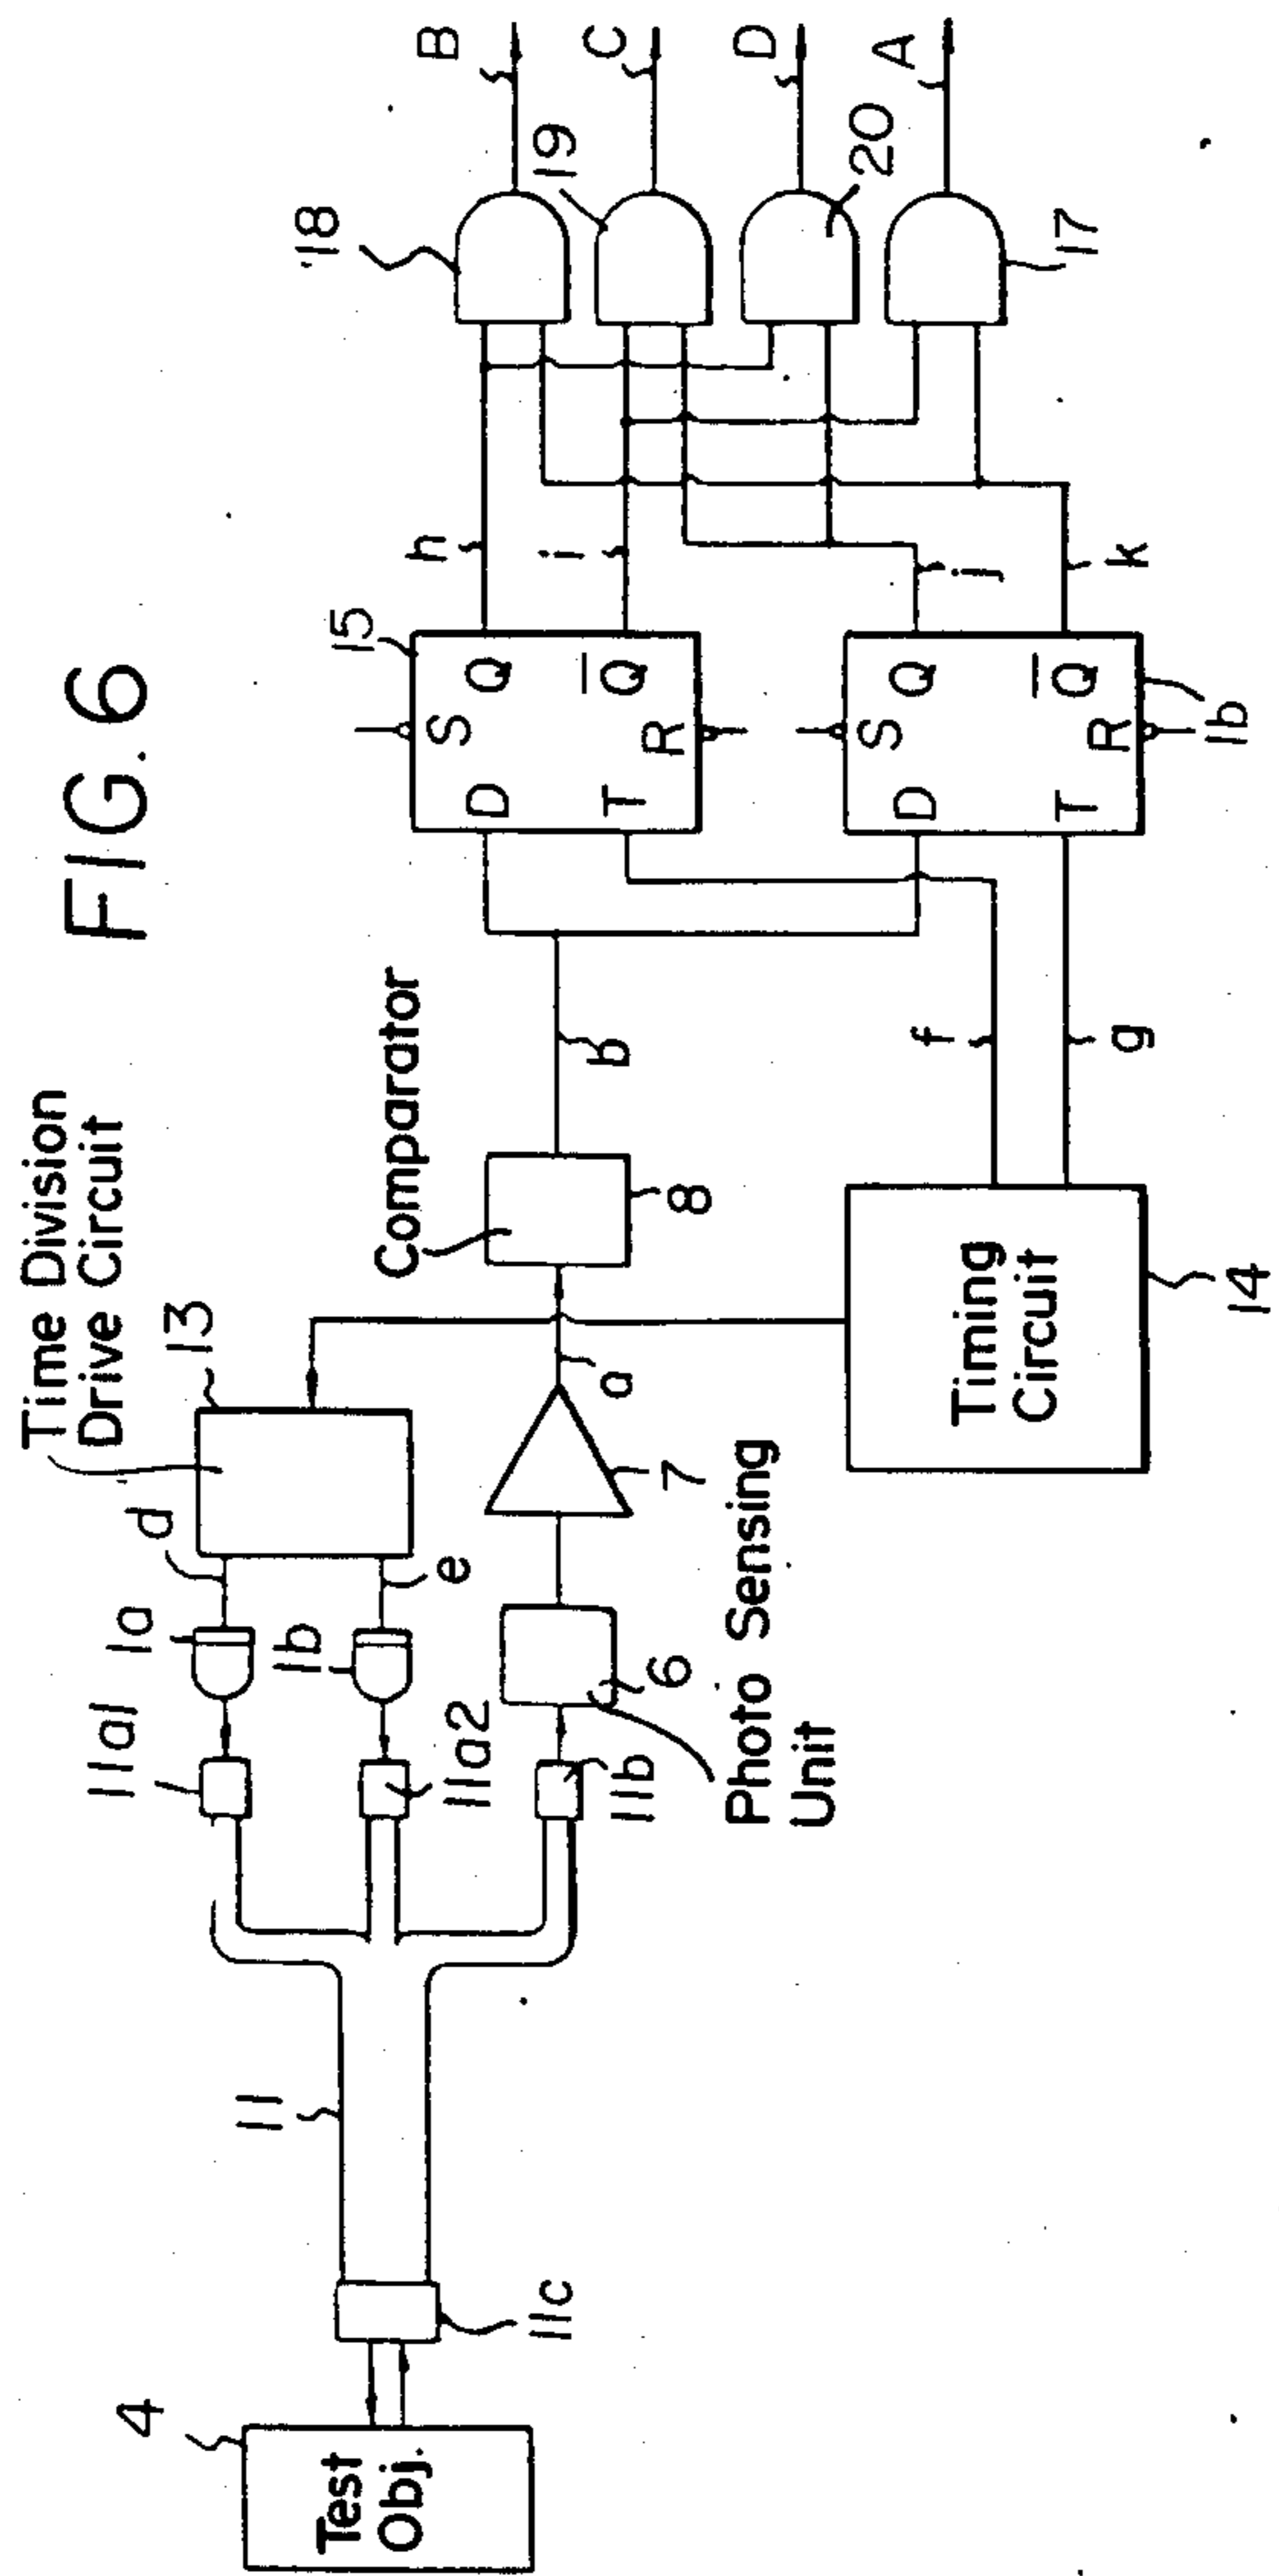 FIG. 6
Time Division
Drive Circuit
13
d
e
1a
1b
11a1
11a2
11b
11
11c
4
Test
Obj.
Photo Sensing
Unit
6
7
a
Comparator
8
b
Timing
Circuit
14
f
g
15
S
D
Q
T
Q
R
S
D
Q
T
Q
R
1b
h
i
j
k
18
19
20
17
B
C
D
A